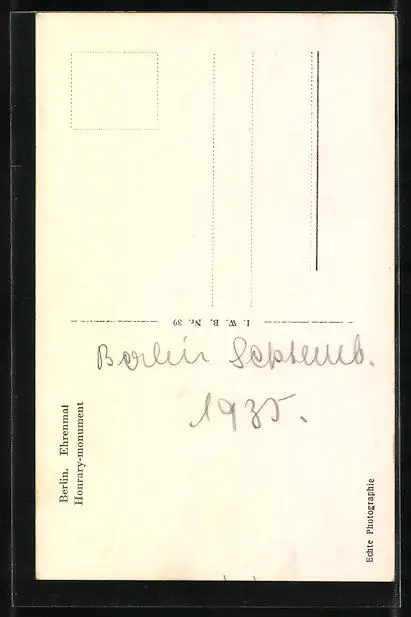 Berlin. Ehrenmal
Honrary-monument
I. W. B. Nr. 39
Berlin Septemb.
1935.
Echte Photographie